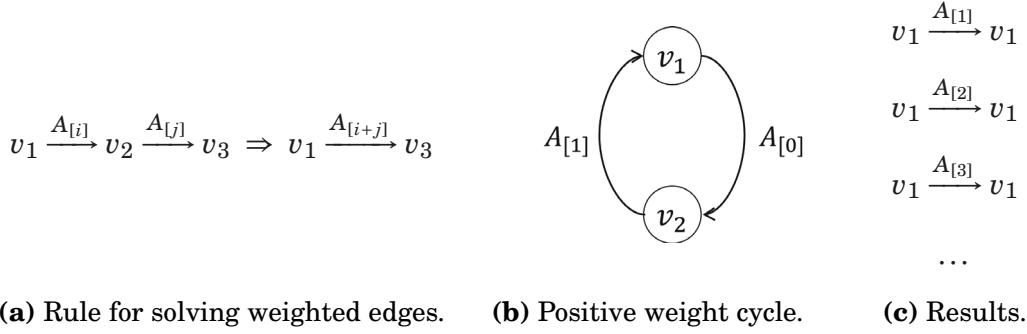 v₁ —A[i]→ v₂ —A[j]→ v₃ ⇒ v₁ —A[i+j]→ v₃
(a) Rule for solving weighted edges.
v₁
A[1]
A[0]
v₂
(b) Positive weight cycle.
v₁ —A[1]→ v₁
v₁ —A[2]→ v₁
v₁ —A[3]→ v₁
...
(c) Results.